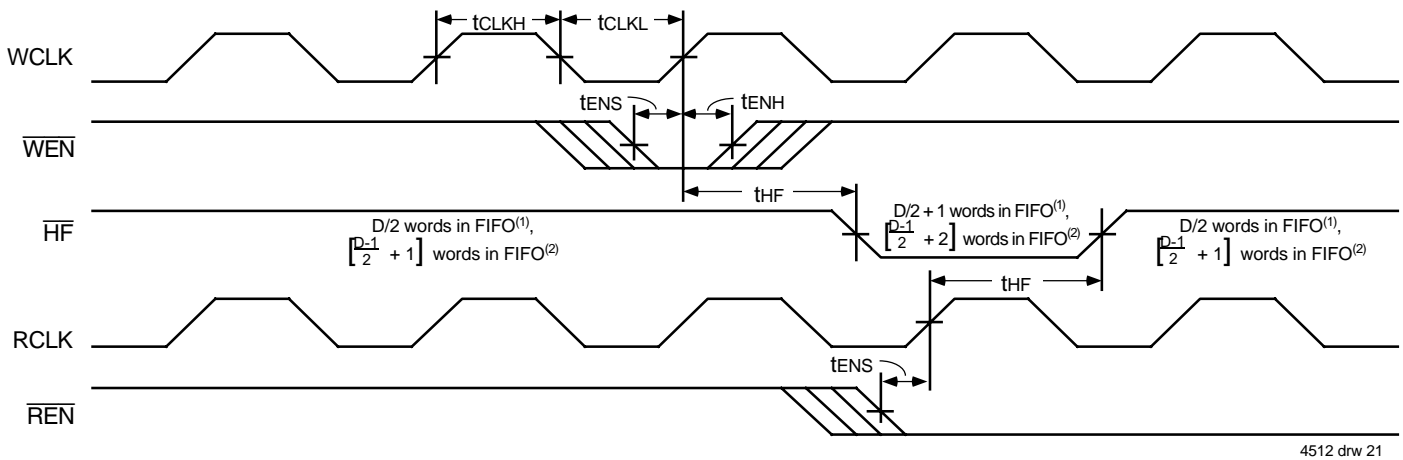 tCLKH tCLKL
WCLK
tENS tENH
WEN
tHF
HF
D/2 words in FIFO(1),
[D-1/2 + 1] words in FIFO(2)
D/2 + 1 words in FIFO(1),
[D-1/2 + 2] words in FIFO(2)
D/2 words in FIFO(1),
[D-1/2 + 1] words in FIFO(2)
tHF
RCLK
tENS
REN
4512 drw 21